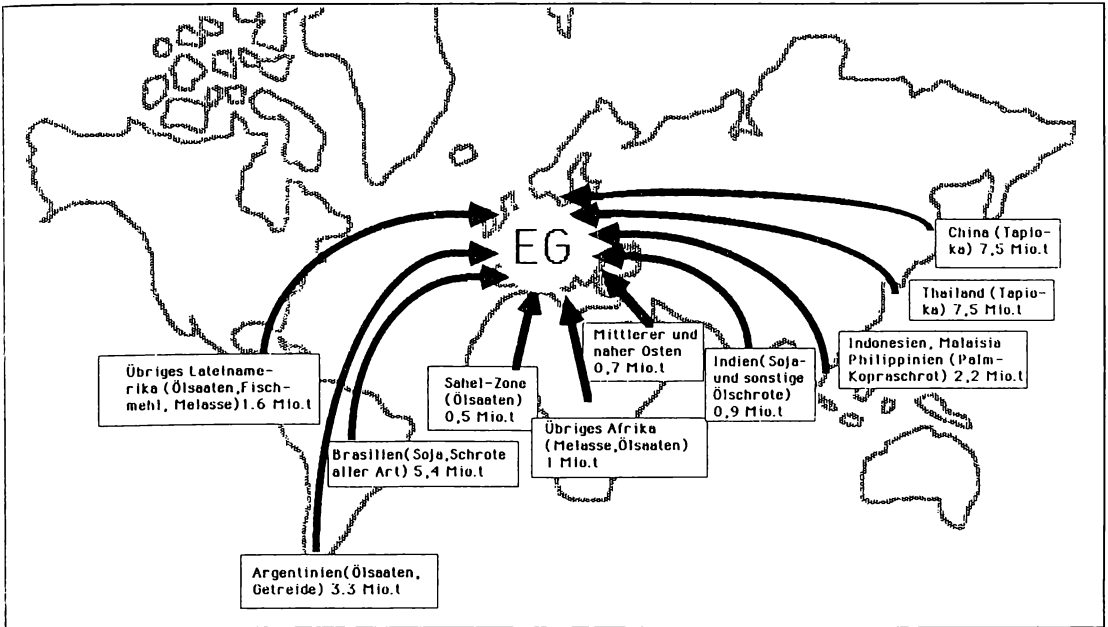 EG
China (Tapio-
ka) 7,5 Mio.t
Thailand (Tapio-
ka) 7,5 Mio.t
Indonesien, Malaisia
Philippinien (Palm-
Kopraschrot) 2,2 Mio.t
Indien(Soja-
und sonstige
Ölschrote)
0,9 Mio.t
Mittlerer und
naher Osten
0,7 Mio.t
Übriges Afrika
(Melasse,Ölsaaten)
1 Mio.t
Sahel-Zone
(Ölsaaten)
0,5 Mio.t
Brasilien(Soja,Schrote
aller Art) 5,4 Mio.t
Übriges Lateiname-
rika (Ölsaaten,Fisch-
mehl, Melasse)1.6 Mio.t
Argentinien(Ölsaaten,
Getreide) 3.3 Mio.t